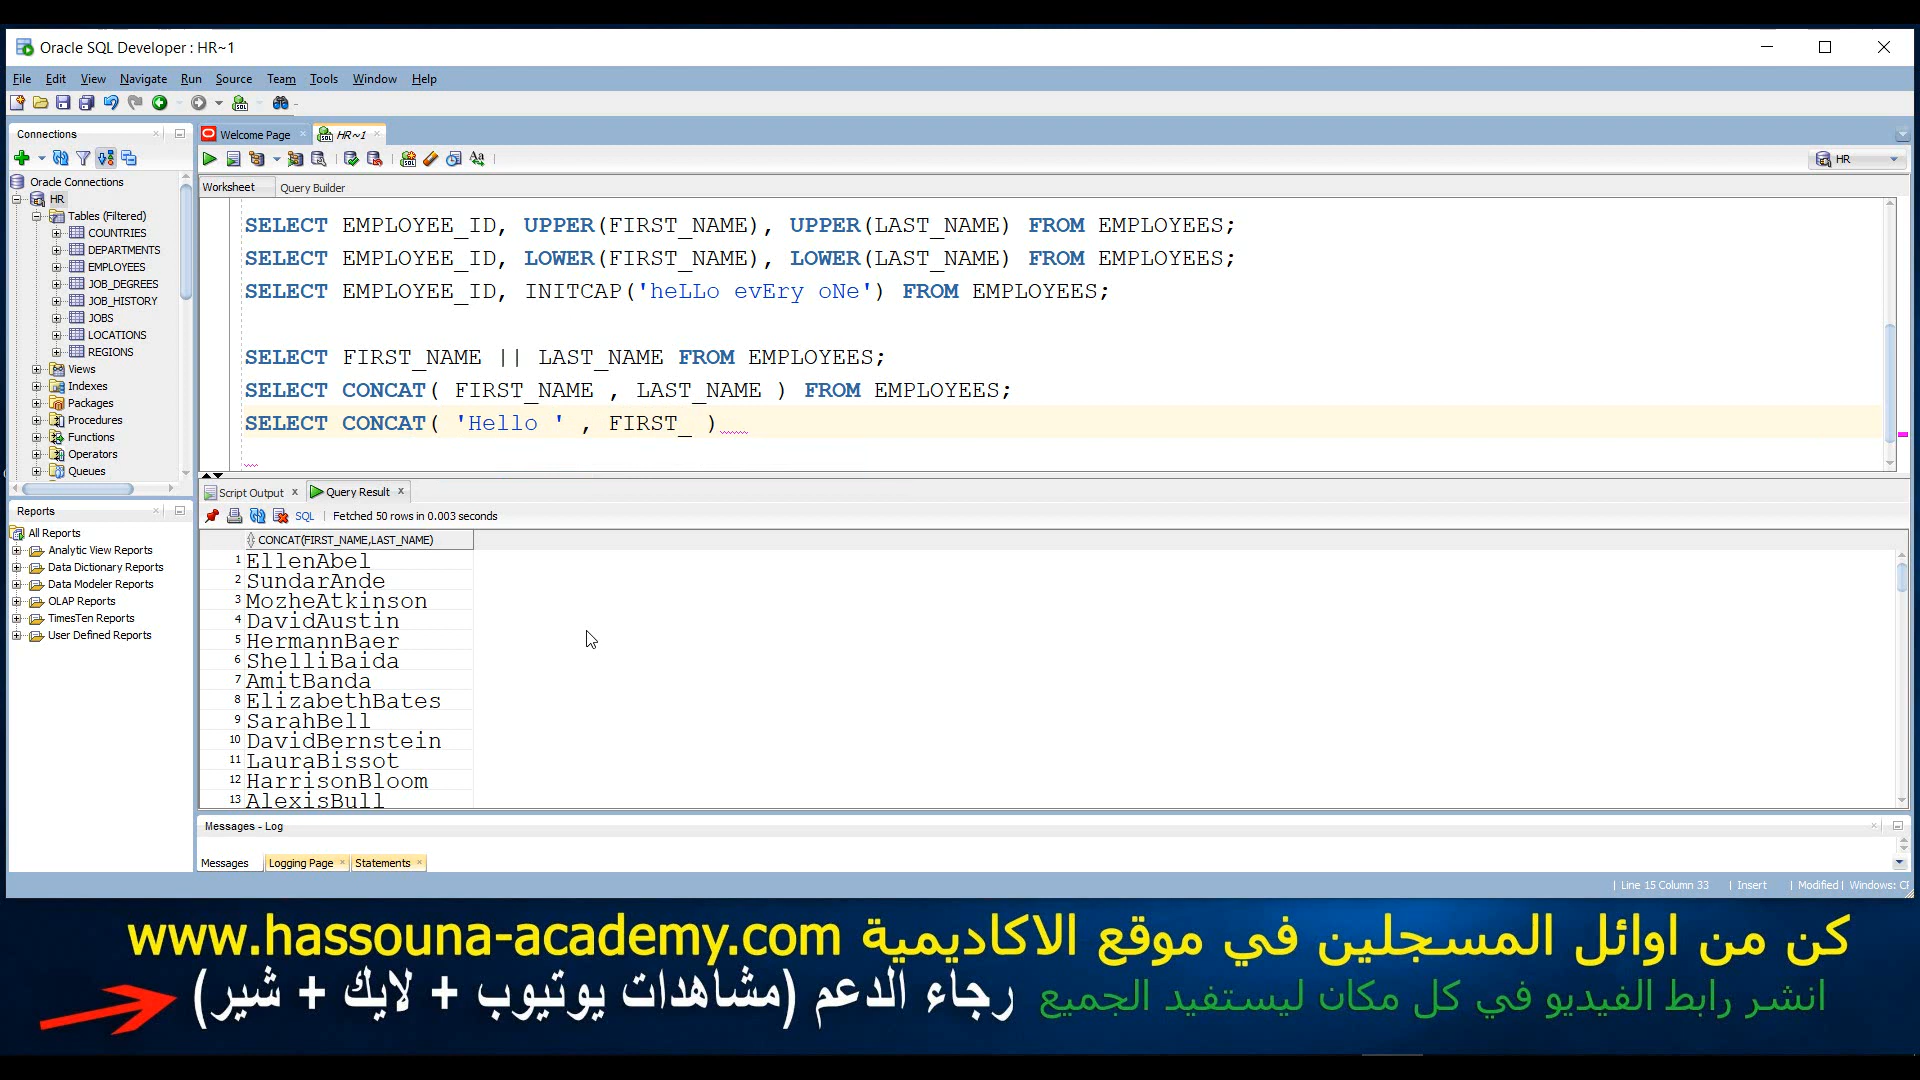 Oracle SQL Developer : HR~1
File Edit View Navigate Run Source Team Tools Window Help
Connections
Welcome Page
HR~1
HR
Worksheet Query Builder
Oracle Connections
HR
Tables (Filtered)
COUNTRIES
DEPARTMENTS
EMPLOYEES
JOB_DEGREES
JOB_HISTORY
JOBS
LOCATIONS
REGIONS
Views
Indexes
Packages
Procedures
Functions
Operators
Queues
SELECT EMPLOYEE_ID, UPPER(FIRST_NAME), UPPER(LAST_NAME) FROM EMPLOYEES;
SELECT EMPLOYEE_ID, LOWER(FIRST_NAME), LOWER(LAST_NAME) FROM EMPLOYEES;
SELECT EMPLOYEE_ID, INITCAP('heLLo evEry oNe') FROM EMPLOYEES;
SELECT FIRST_NAME || LAST_NAME FROM EMPLOYEES;
SELECT CONCAT( FIRST_NAME , LAST_NAME ) FROM EMPLOYEES;
SELECT CONCAT( 'Hello ' , FIRST_ )
Script Output x Query Result x
SQL | Fetched 50 rows in 0.003 seconds
CONCAT(FIRST_NAME,LAST_NAME)
1 EllenAbel
2 SundarAnde
3 MozheAtkinson
4 DavidAustin
5 HermannBaer
6 ShelliBaida
7 AmitBanda
8 ElizabethBates
9 SarahBell
10 DavidBernstein
11 LauraBissot
12 HarrisonBloom
13 AlexisBull
Reports
All Reports
Analytic View Reports
Data Dictionary Reports
Data Modeler Reports
OLAP Reports
TimesTen Reports
User Defined Reports
Messages - Log
Messages Logging Page Statements
| Line 15 Column 33 | Insert | Modified | Windows:
كن من اوائل المسجلين في موقع الاكاديمية www.hassouna-academy.com
انشر رابط الفيديو في كل مكان ليستفيد الجميع رجاء الدعم (مشاهدات يوتيوب + لايك + شير)